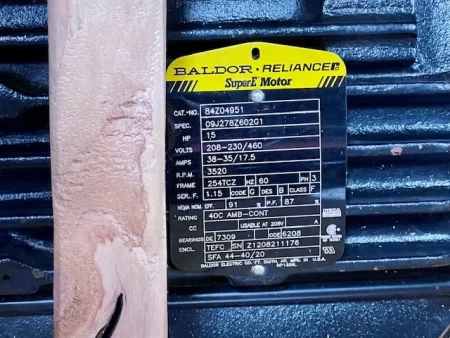 BALDOR • RELIANCE
Super-E Motor
CAT.-NO. 84Z04951
SPEC. 09J278Z602G1
HP 15
VOLTS 208-230/460
AMPS 38-35/17.5
R.P.M. 3520
FRAME 254TCZ HZ 60 PH 3
SER. F. 1.15 CODE G DES B CLASS F
NEMA NOM. EFF. 91 % P.F. 87 %
RATING 40C AMB-CONT
CC USABLE AT 208V A
BEARINGS DE 7309 ODE 6208
ENCL. TEFC SN Z1208211176
SFA 44-40/20
BALDOR ELECTRIC CO. FT. SMITH, AR. MFG. IN U.S.A.